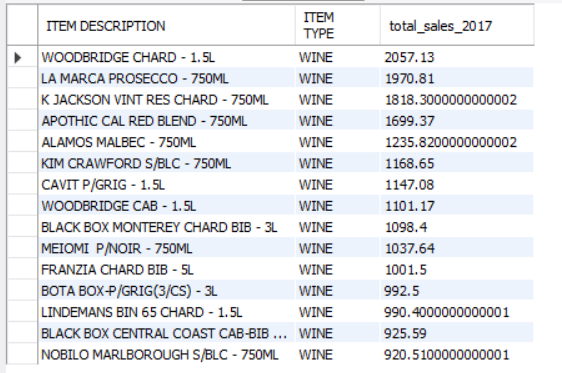 ITEM DESCRIPTION ITEM TYPE total_sales_2017
WOODBRIDGE CHARD - 1.5L WINE 2057.13
LA MARCA PROSECCO - 750ML WINE 1970.81
K JACKSON VINT RES CHARD - 750ML WINE 1818.3000000000002
APOTHIC CAL RED BLEND - 750ML WINE 1699.37
ALAMOS MALBEC - 750ML WINE 1235.8200000000002
KIM CRAWFORD S/BLC - 750ML WINE 1168.65
CAVIT P/GRIG - 1.5L WINE 1147.08
WOODBRIDGE CAB - 1.5L WINE 1101.17
BLACK BOX MONTEREY CHARD BIB - 3L WINE 1098.4
MEIOMI  P/NOIR - 750ML WINE 1037.64
FRANZIA CHARD BIB - 5L WINE 1001.5
BOTA BOX-P/GRIG(3/CS) - 3L WINE 992.5
LINDEMANS BIN 65 CHARD - 1.5L WINE 990.4000000000001
BLACK BOX CENTRAL COAST CAB-BIB ... WINE 925.59
NOBILO MARLBOROUGH S/BLC - 750ML WINE 920.5100000000001